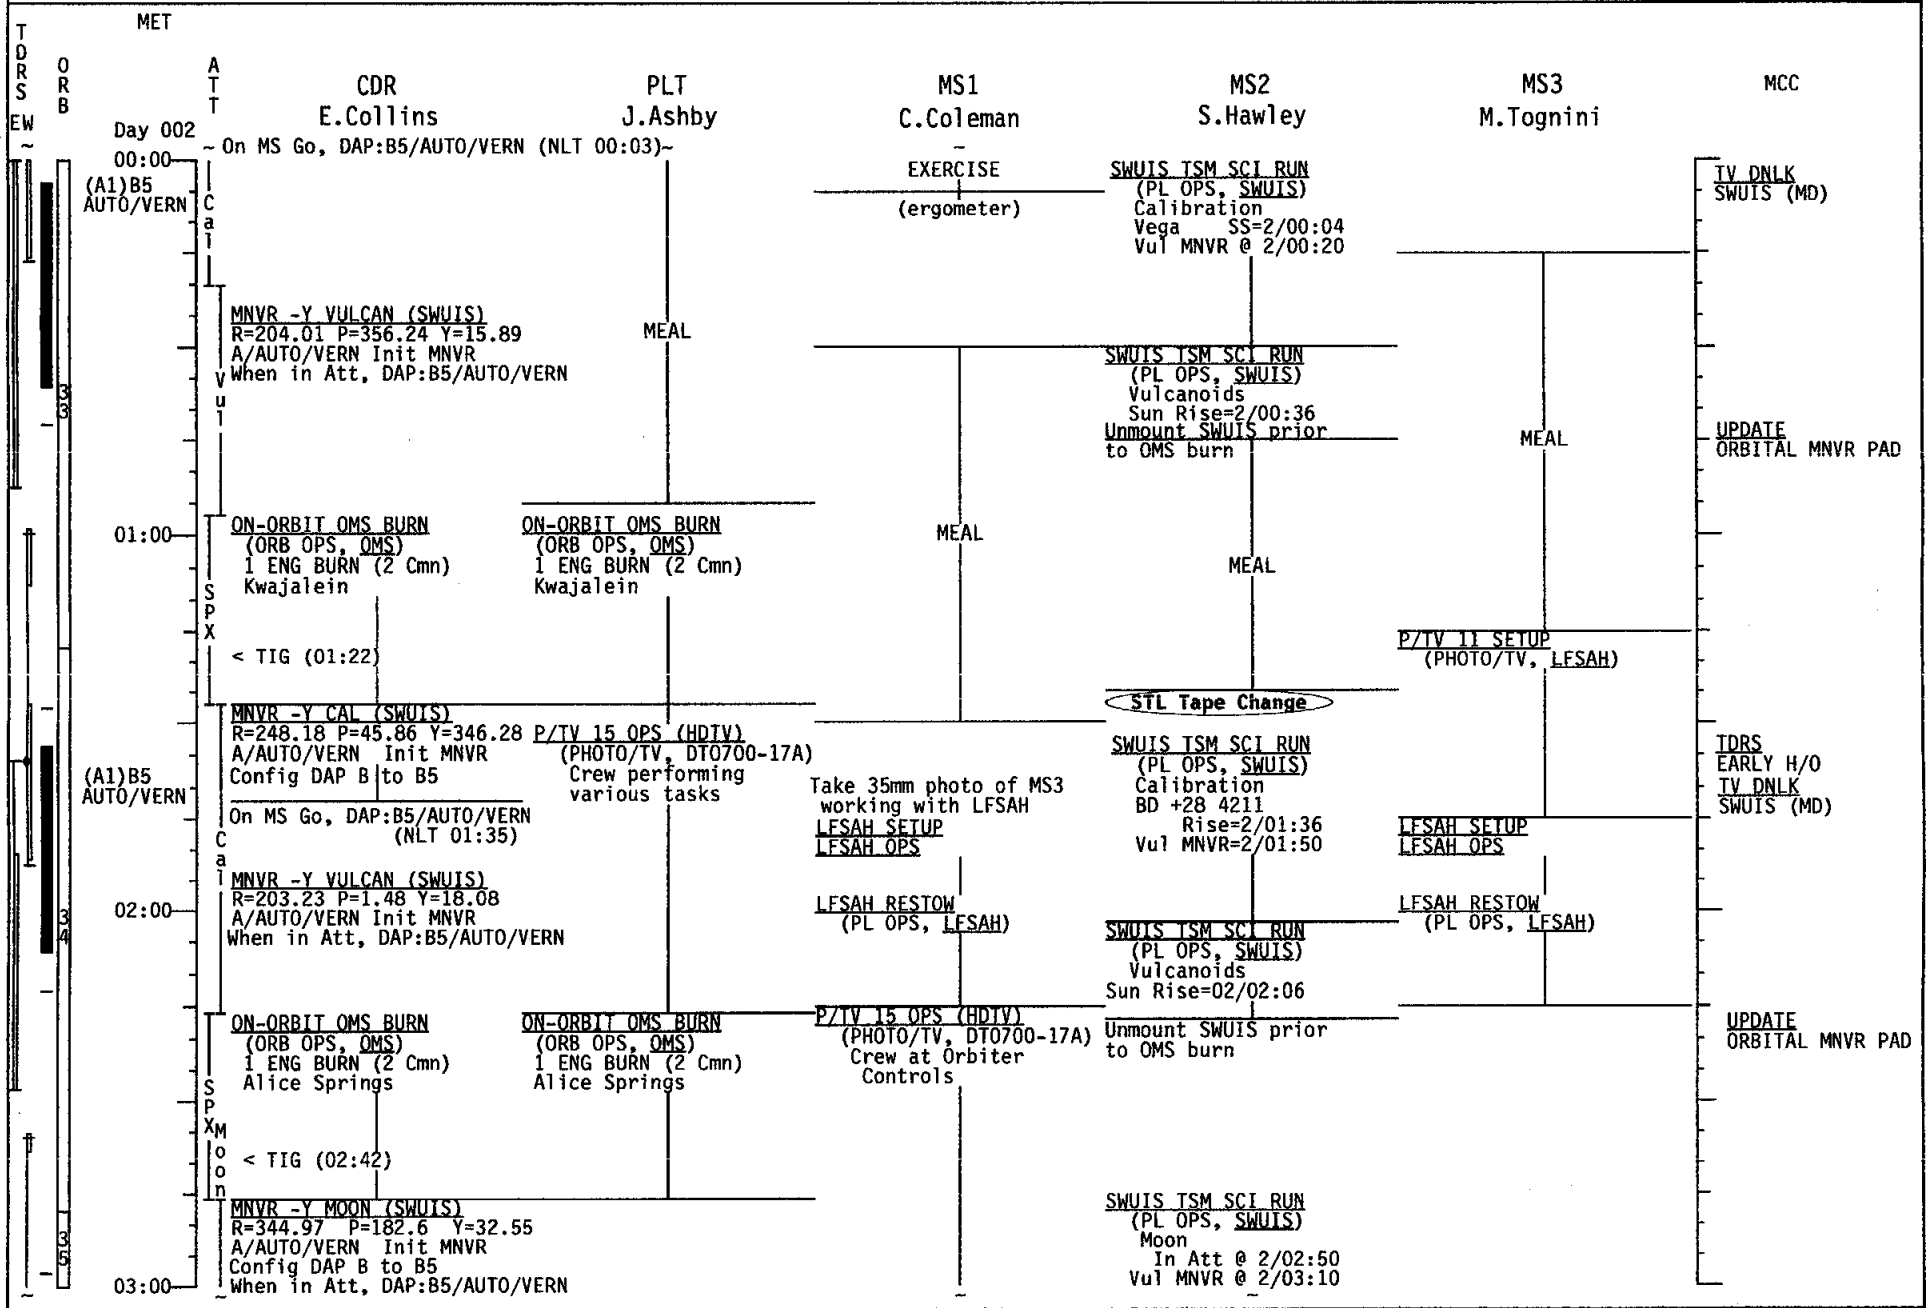 MET
TDRS
ORB
ATT
CDR
E.Collins
PLT
J.Ashby
MS1
C.Coleman
MS2
S.Hawley
MS3
M.Tognini
MCC
EW
Day 002
~ On MS Go, DAP:B5/AUTO/VERN (NLT 00:03)~
00:00
(A1)B5
AUTO/VERN
Cal
EXERCISE
(ergometer)
SWUIS TSM SCI RUN
(PL OPS, SWUIS)
Calibration
Vega SS=2/00:04
Vul MNVR @ 2/00:20
TV DNLK
SWUIS (MD)
MNVR -Y VULCAN (SWUIS)
R=204.01 P=356.24 Y=15.89
A/AUTO/VERN Init MNVR
When in Att, DAP:B5/AUTO/VERN
Vul
33
MEAL
SWUIS TSM SCI RUN
(PL OPS, SWUIS)
Vulcanoids
Sun Rise=2/00:36
Unmount SWUIS prior
to OMS burn
MEAL
UPDATE
ORBITAL MNVR PAD
01:00
SPX
ON-ORBIT OMS BURN
(ORB OPS, OMS)
1 ENG BURN (2 Cmn)
Kwajalein
< TIG (01:22)
ON-ORBIT OMS BURN
(ORB OPS, OMS)
1 ENG BURN (2 Cmn)
Kwajalein
MEAL
MEAL
P/TV 11 SETUP
(PHOTO/TV, LFSAH)
STL Tape Change
(A1)B5
AUTO/VERN
Cal
MNVR -Y CAL (SWUIS)
R=248.18 P=45.86 Y=346.28
A/AUTO/VERN Init MNVR
Config DAP B to B5
On MS Go, DAP:B5/AUTO/VERN
(NLT 01:35)
P/TV 15 OPS (HDTV)
(PHOTO/TV, DTO700-17A)
Crew performing
various tasks
Take 35mm photo of MS3
working with LFSAH
LFSAH SETUP
LFSAH OPS
SWUIS TSM SCI RUN
(PL OPS, SWUIS)
Calibration
BD +28 4211
Rise=2/01:36
Vul MNVR=2/01:50
LFSAH SETUP
LFSAH OPS
TDRS
EARLY H/O
TV DNLK
SWUIS (MD)
MNVR -Y VULCAN (SWUIS)
R=203.23 P=1.48 Y=18.08
A/AUTO/VERN Init MNVR
When in Att, DAP:B5/AUTO/VERN
02:00
34
LFSAH RESTOW
(PL OPS, LFSAH)
SWUIS TSM SCI RUN
(PL OPS, SWUIS)
Vulcanoids
Sun Rise=02/02:06
Unmount SWUIS prior
to OMS burn
LFSAH RESTOW
(PL OPS, LFSAH)
SPX
Moon
ON-ORBIT OMS BURN
(ORB OPS, OMS)
1 ENG BURN (2 Cmn)
Alice Springs
< TIG (02:42)
ON-ORBIT OMS BURN
(ORB OPS, OMS)
1 ENG BURN (2 Cmn)
Alice Springs
P/TV 15 OPS (HDTV)
(PHOTO/TV, DTO700-17A)
Crew at Orbiter
Controls
UPDATE
ORBITAL MNVR PAD
MNVR -Y MOON (SWUIS)
R=344.97 P=182.6 Y=32.55
A/AUTO/VERN Init MNVR
Config DAP B to B5
When in Att, DAP:B5/AUTO/VERN
35
03:00
SWUIS TSM SCI RUN
(PL OPS, SWUIS)
Moon
In Att @ 2/02:50
Vul MNVR @ 2/03:10